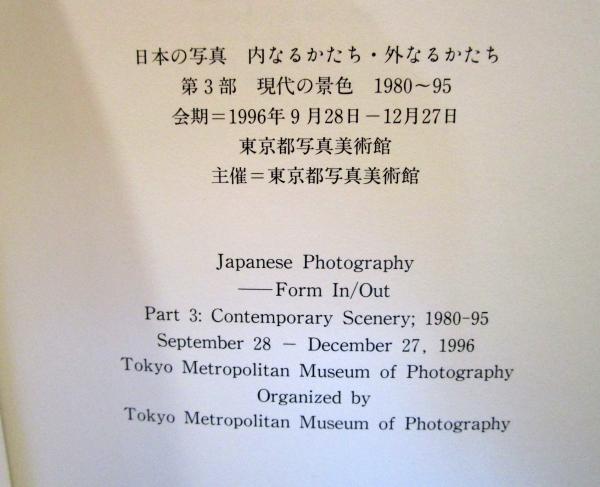 日本の写真　内なるかたち・外なるかたち
第３部　現代の景色　1980〜95
会期＝1996年９月28日－12月27日
東京都写真美術館
主催＝東京都写真美術館
Japanese Photography
——Form In/Out
Part 3: Contemporary Scenery; 1980-95
September 28 － December 27, 1996
Tokyo Metropolitan Museum of Photography
Organized by
Tokyo Metropolitan Museum of Photography